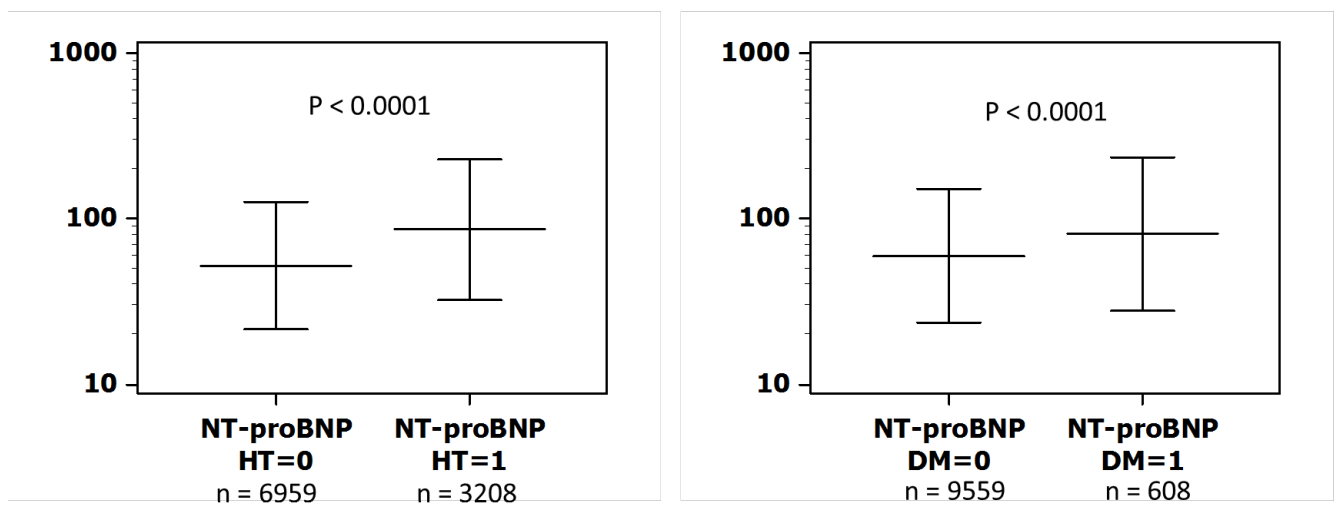 1000
100
10
P < 0.0001
NT-proBNP NT-proBNP
HT=0 HT=1
n = 6959 n = 3208
1000
100
10
P < 0.0001
NT-proBNP NT-proBNP
DM=0 DM=1
n = 9559 n = 608